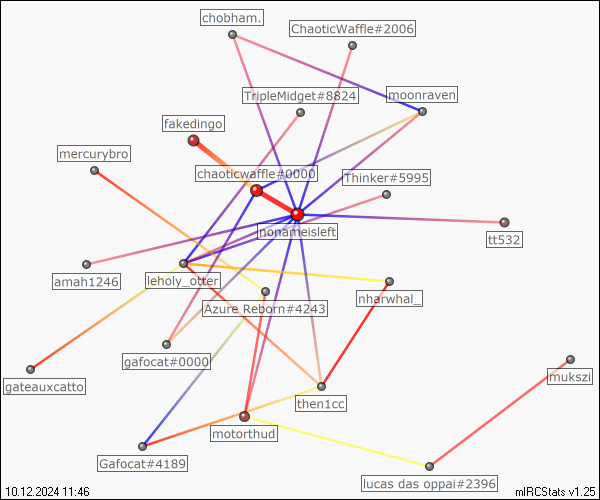 chobham.
ChaoticWaffle#2006
TripleMidget#8824
moonraven
fakedingo
mercurybro
chaoticwaffle#0000
Thinker#5995
nonameisleft
tt532
amah1246
leholy_otter
nharwhal_
Azure Reborn#4243
gafocat#0000
mukszi
gateauxcatto
then1cc
motorthud
Gafocat#4189
lucas das oppai#2396
10.12.2024 11:46
mIRCStats v1.25